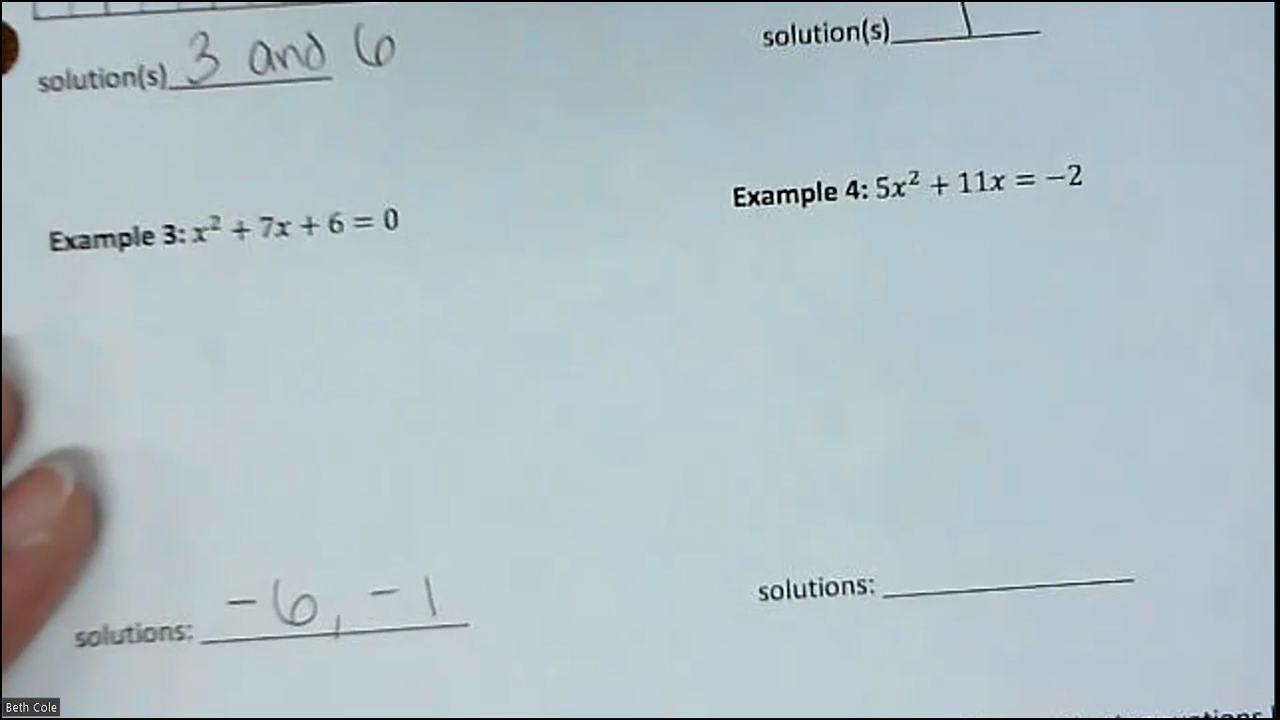 solution(s) 3 and 6
solution(s) 1
Example 3: x² + 7x + 6 = 0
Example 4: 5x² + 11x = −2
solutions: -6, -1
solutions:
Beth Cole